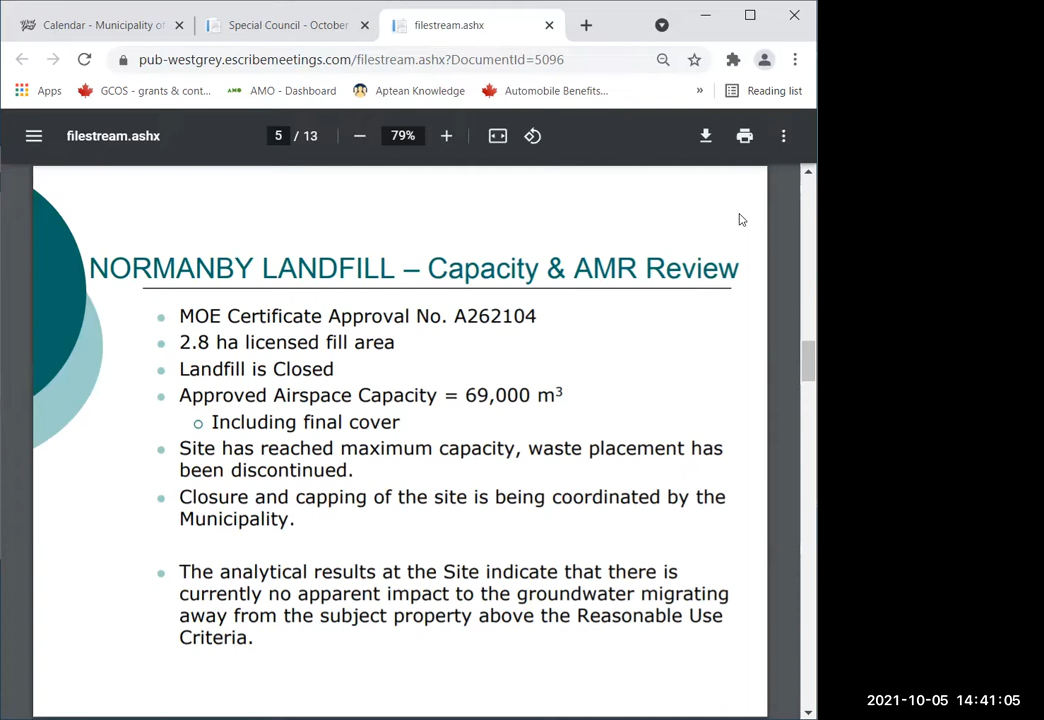 Calendar - Municipality of
Special Council - October
filestream.ashx
pub-westgrey.escribemeetings.com/filestream.ashx?DocumentId=5096
Apps
GCOS - grants & cont...
AMO - Dashboard
Aptean Knowledge
Automobile Benefits...
»
Reading list
filestream.ashx
5 / 13
79%
NORMANBY LANDFILL – Capacity & AMR Review
MOE Certificate Approval No. A262104
2.8 ha licensed fill area
Landfill is Closed
Approved Airspace Capacity = 69,000 m³
Including final cover
Site has reached maximum capacity, waste placement has
been discontinued.
Closure and capping of the site is being coordinated by the
Municipality.
The analytical results at the Site indicate that there is
currently no apparent impact to the groundwater migrating
away from the subject property above the Reasonable Use
Criteria.
2021-10-05 14:41:05